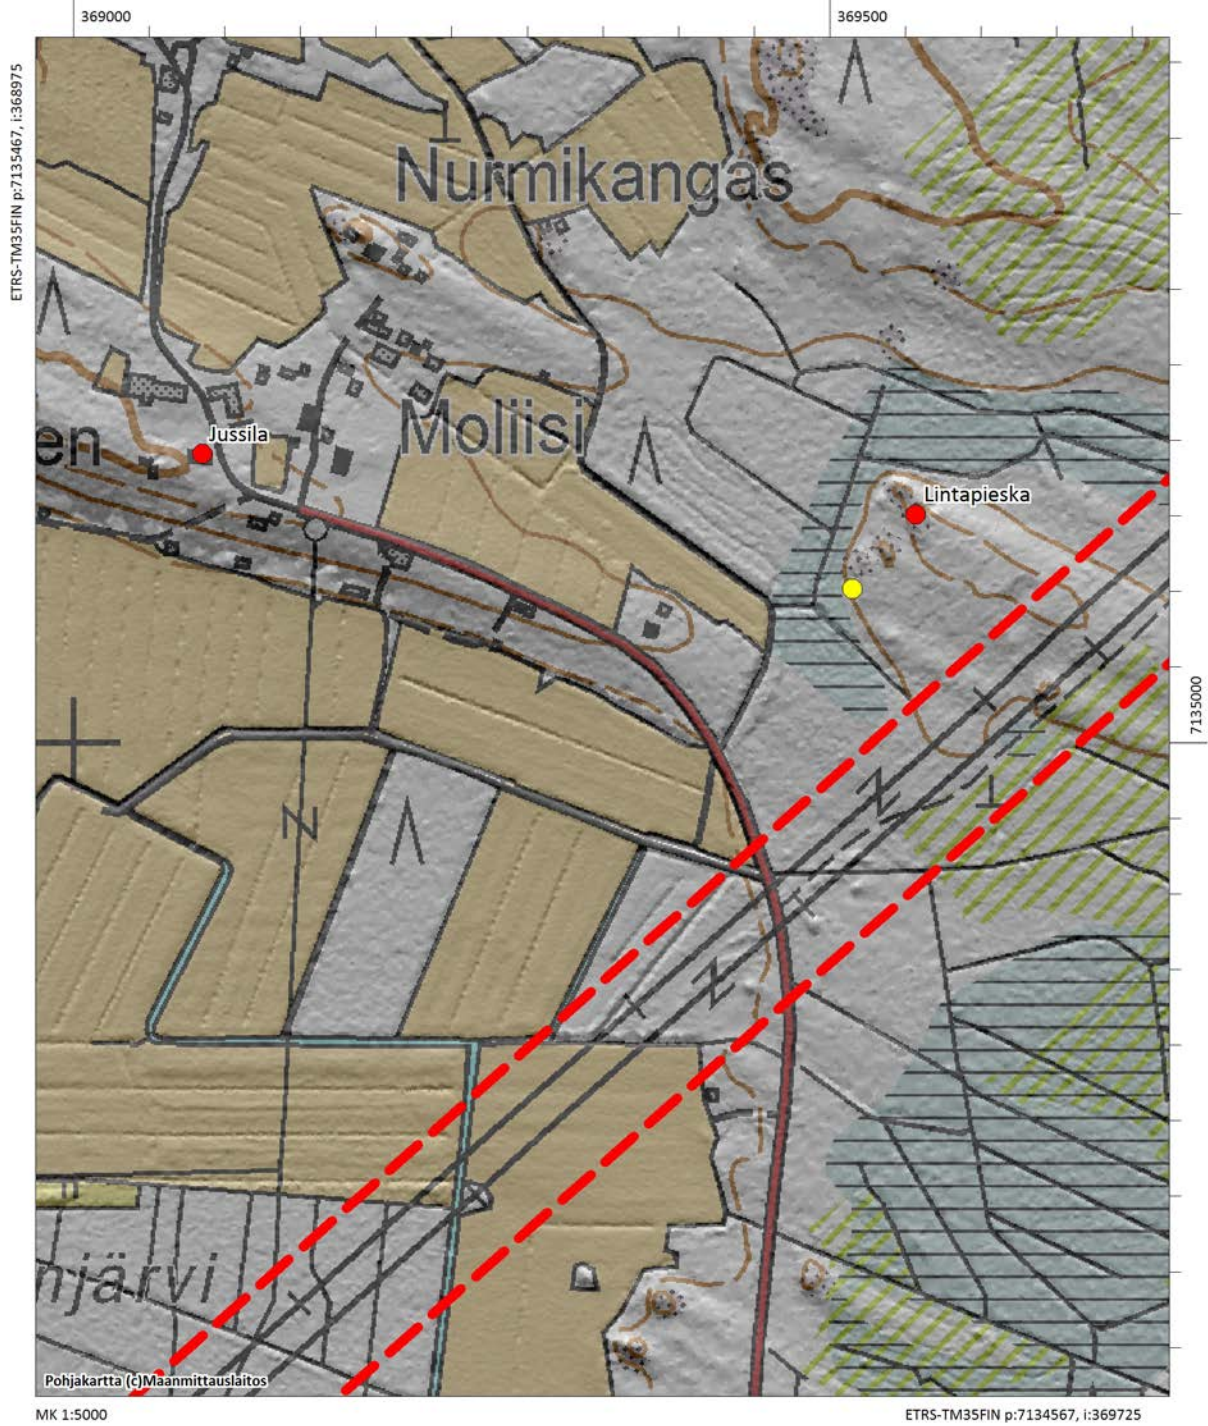 369000
369500
ETRS-TM35FIN p:7135467, i:368975
Nurmikangas
Moliisi
Jussila
en
Lintapieska
7135000
njärvi
Pohjakartta (c)Maanmittauslaitos
MK 1:5000
ETRS-TM35FIN p:7134567, i:369725